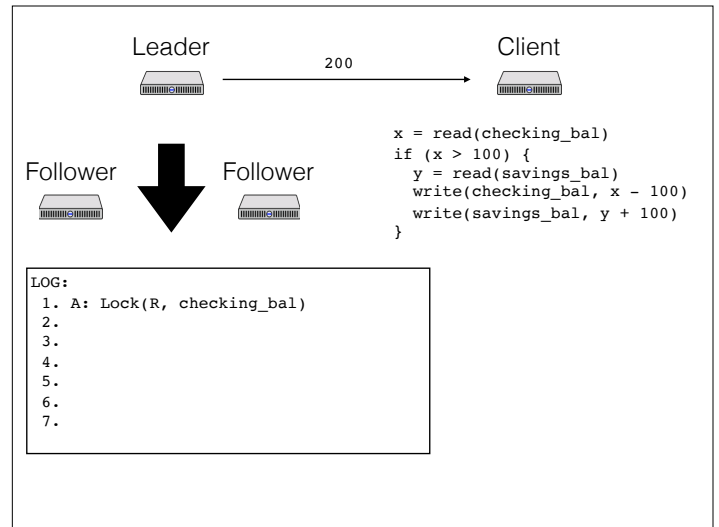 Leader
Client
200
Follower
Follower
x = read(checking_bal)
if (x > 100) {
  y = read(savings_bal)
  write(checking_bal, x - 100)
  write(savings_bal, y + 100)
}
LOG:
1. A: Lock(R, checking_bal)
2.
3.
4.
5.
6.
7.